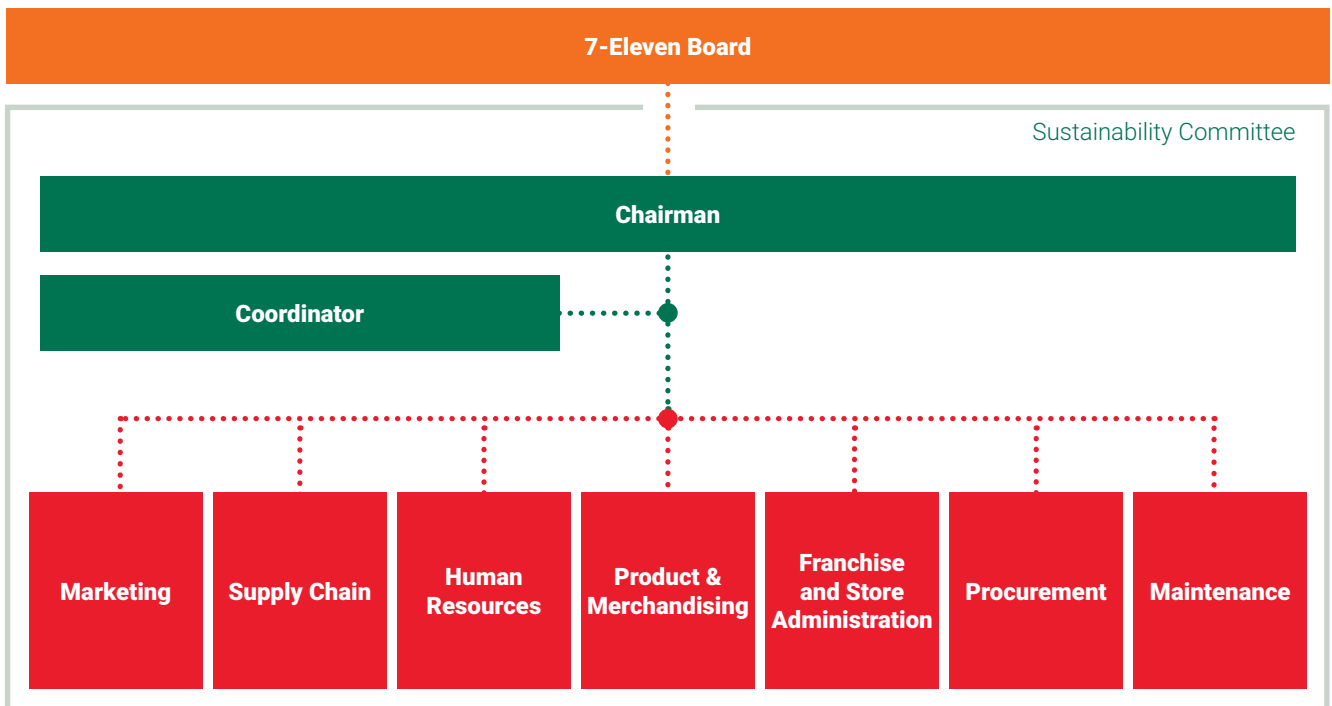 7-Eleven Board
Sustainability Committee
Chairman
Coordinator
Marketing
Supply Chain
Human
Resources
Product &
Merchandising
Franchise
and Store
Administration
Procurement
Maintenance